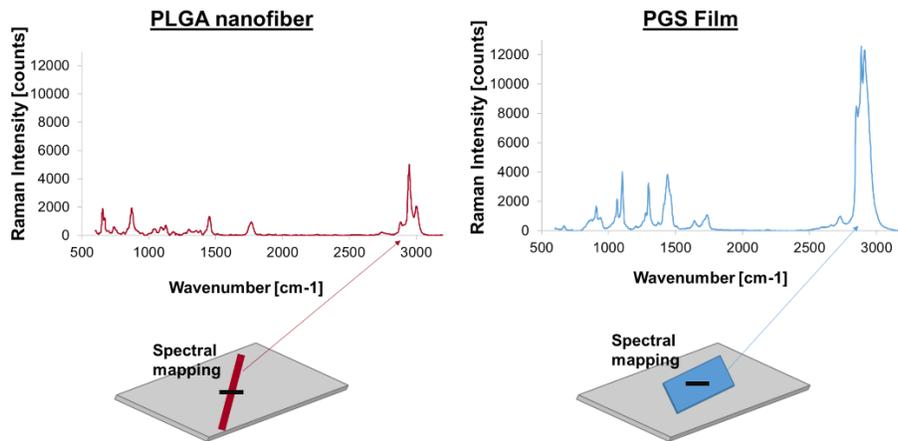 PLGA nanofiber
Raman Intensity [counts]
12000
10000
8000
6000
4000
2000
0
500
1000
1500
2000
2500
3000
Wavenumber [cm-1]
Spectral
mapping
PGS Film
Raman Intensity [counts]
12000
10000
8000
6000
4000
2000
0
500
1000
1500
2000
2500
3000
Wavenumber [cm-1]
Spectral
mapping